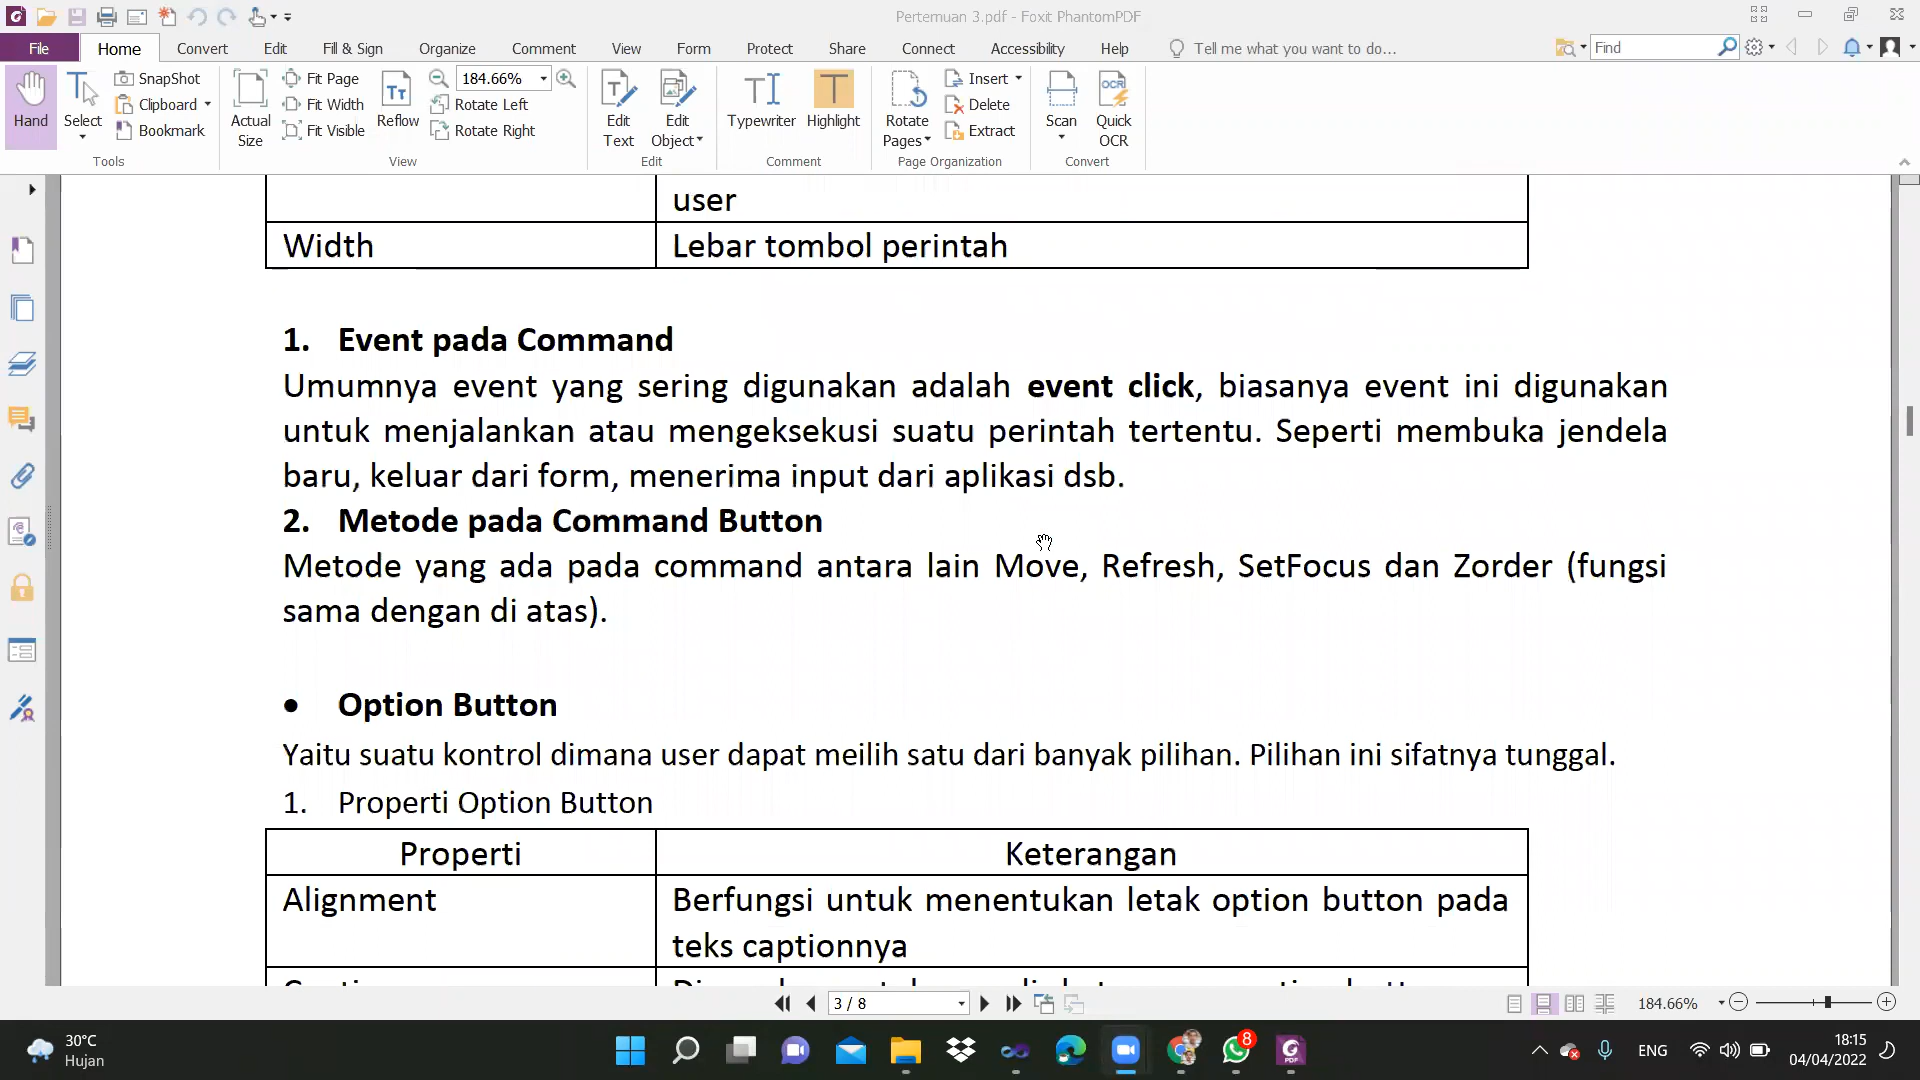 Pertemuan 3.pdf - Foxit PhantomPDF
File Home Convert Edit Fill & Sign Organize Comment View Form Protect Share Connect Accessibility Help Tell me what you want to do... Find
Hand
Select
SnapShot
Clipboard
Bookmark
Tools
Actual Size
Fit Page
Fit Width
Fit Visible
Reflow
184.66%
Rotate Left
Rotate Right
View
Edit Text
Edit Object
Edit
Typewriter
Highlight
Comment
Rotate Pages
Insert
Delete
Extract
Page Organization
Scan
Quick OCR
Convert
user
Width Lebar tombol perintah
1. Event pada Command
Umumnya event yang sering digunakan adalah event click, biasanya event ini digunakan
untuk menjalankan atau mengeksekusi suatu perintah tertentu. Seperti membuka jendela
baru, keluar dari form, menerima input dari aplikasi dsb.
2. Metode pada Command Button
Metode yang ada pada command antara lain Move, Refresh, SetFocus dan Zorder (fungsi
sama dengan di atas).
• Option Button
Yaitu suatu kontrol dimana user dapat meilih satu dari banyak pilihan. Pilihan ini sifatnya tunggal.
1. Properti Option Button
Properti Keterangan
Alignment Berfungsi untuk menentukan letak option button pada
teks captionnya
3 / 8
184.66%
30°C
Hujan
8
ENG
18:15
04/04/2022